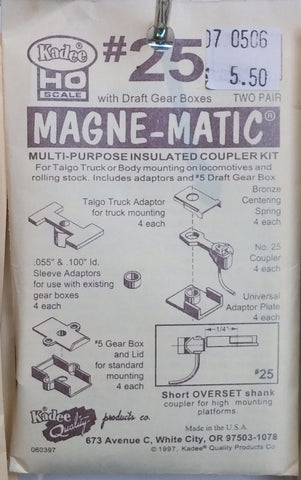 Kadee®
HO
SCALE
#25
07 0506
5.50
with Draft Gear Boxes
TWO PAIR
MAGNE-MATIC®
MULTI-PURPOSE INSULATED COUPLER KIT
For Talgo Truck or Body mounting on locomotives and
rolling stock. Includes adaptors and #5 Draft Gear Box
Talgo Truck Adaptor
for truck mounting
4 each
Bronze
Centering
Spring
4 each
No. 25
Coupler
4 each
.055" & .100" Id.
Sleeve Adaptors
for use with existing
gear boxes
4 each
Universal
Adaptor Plate
4 each
#5 Gear Box
and Lid
for standard
mounting
4 each
1/4"
#25
Short OVERSET shank
coupler for high mounting
platforms.
Kadee®
Quality products co.
Made in the U.S.A.
673 Avenue C, White City, OR 97503-1078
060397
© 1997, Kadee® Quality Products Co